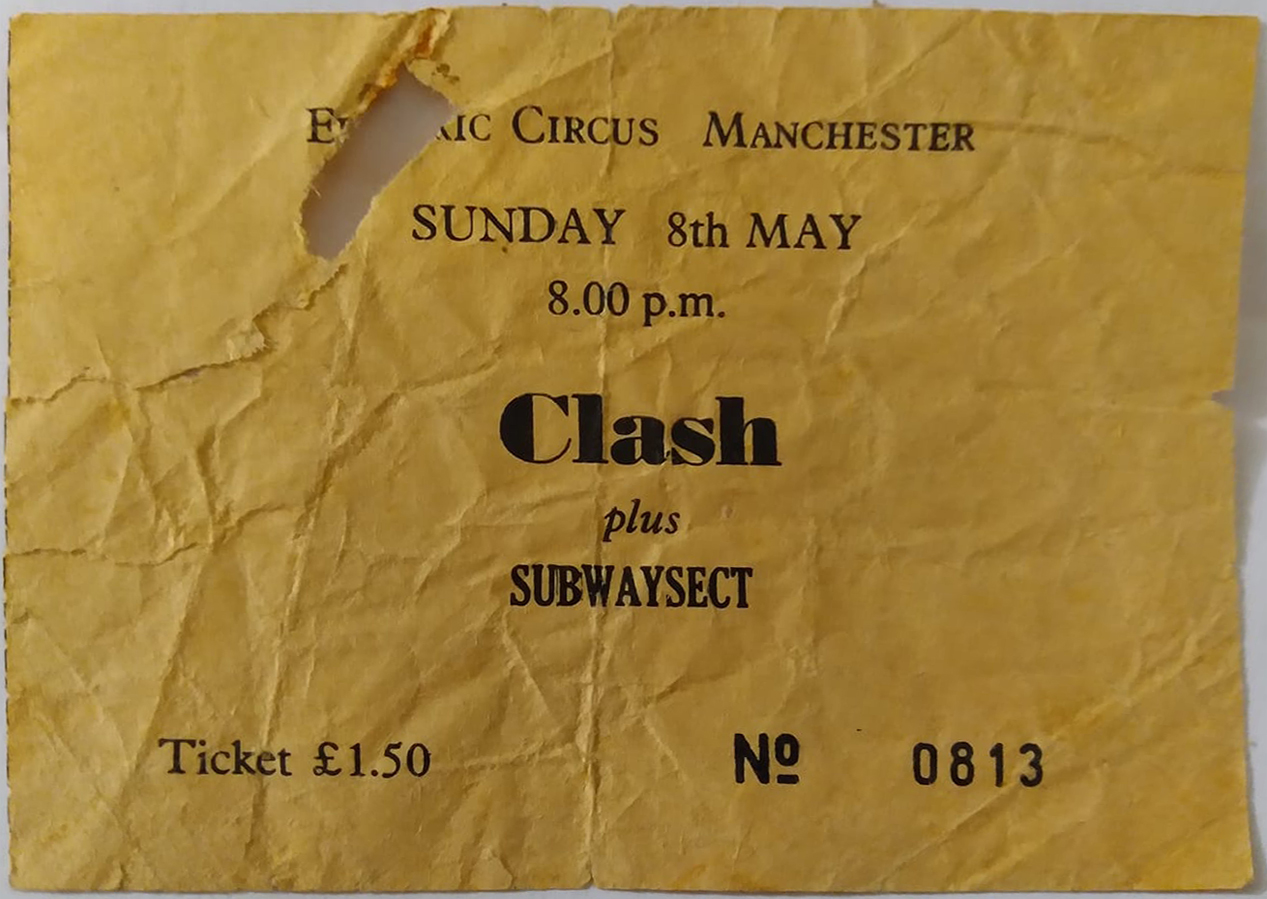 CIRCUS MANCHESTER
SUNDAY 8th MAY
8.00 p.m.
Clash
plus
SUBWAYSECT
Ticket £1.50
Nº 0813